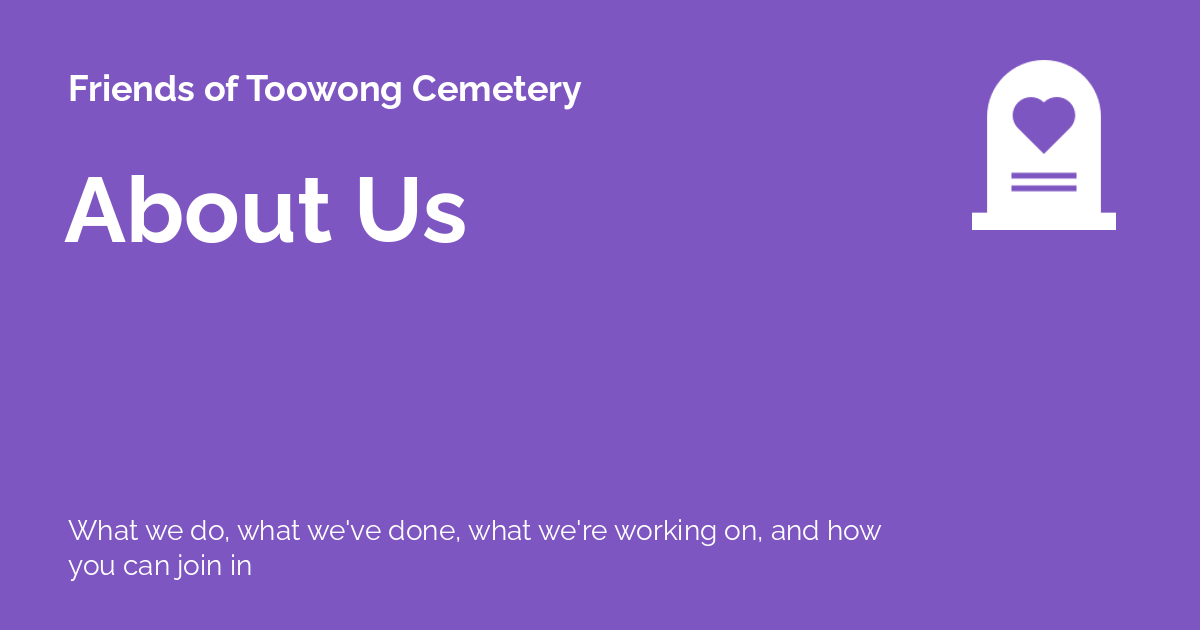 Friends of Toowong Cemetery
About Us
What we do, what we've done, what we're working on, and how
you can join in